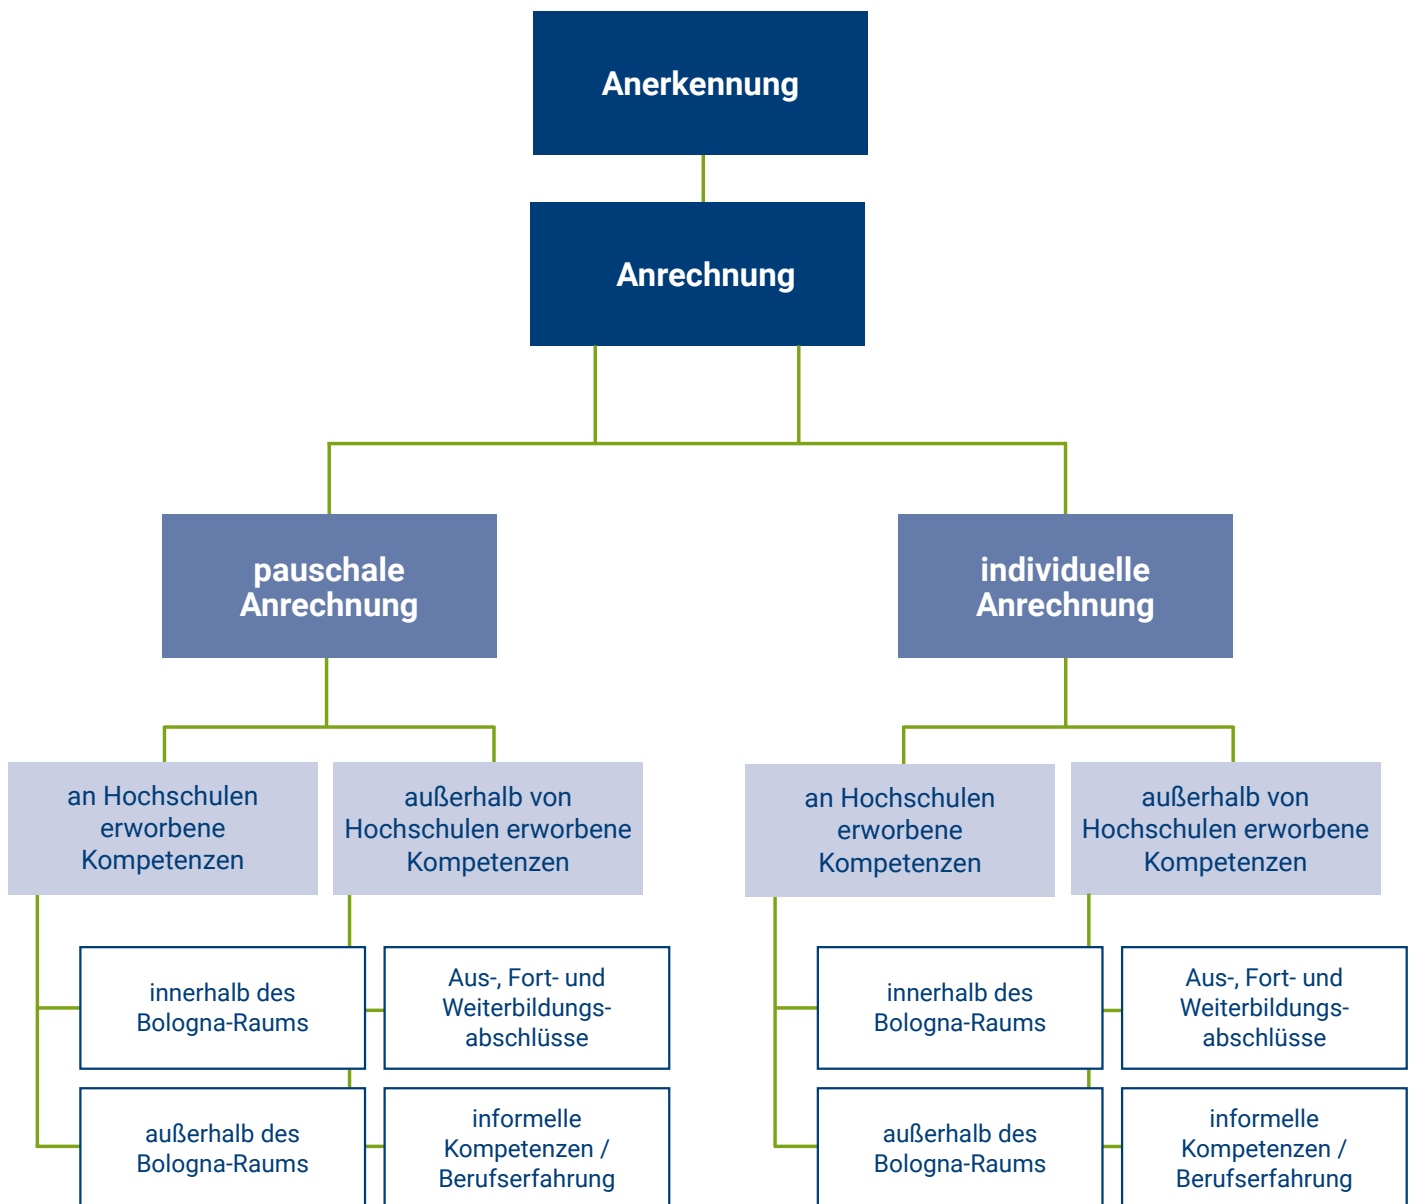 Anerkennung
Anrechnung
pauschale
Anrechnung
individuelle
Anrechnung
an Hochschulen
erworbene
Kompetenzen
außerhalb von
Hochschulen erworbene
Kompetenzen
an Hochschulen
erworbene
Kompetenzen
außerhalb von
Hochschulen erworbene
Kompetenzen
innerhalb des
Bologna-Raums
Aus-, Fort- und
Weiterbildungs-
abschlüsse
innerhalb des
Bologna-Raums
Aus-, Fort- und
Weiterbildungs-
abschlüsse
außerhalb des
Bologna-Raums
informelle
Kompetenzen /
Berufserfahrung
außerhalb des
Bologna-Raums
informelle
Kompetenzen /
Berufserfahrung